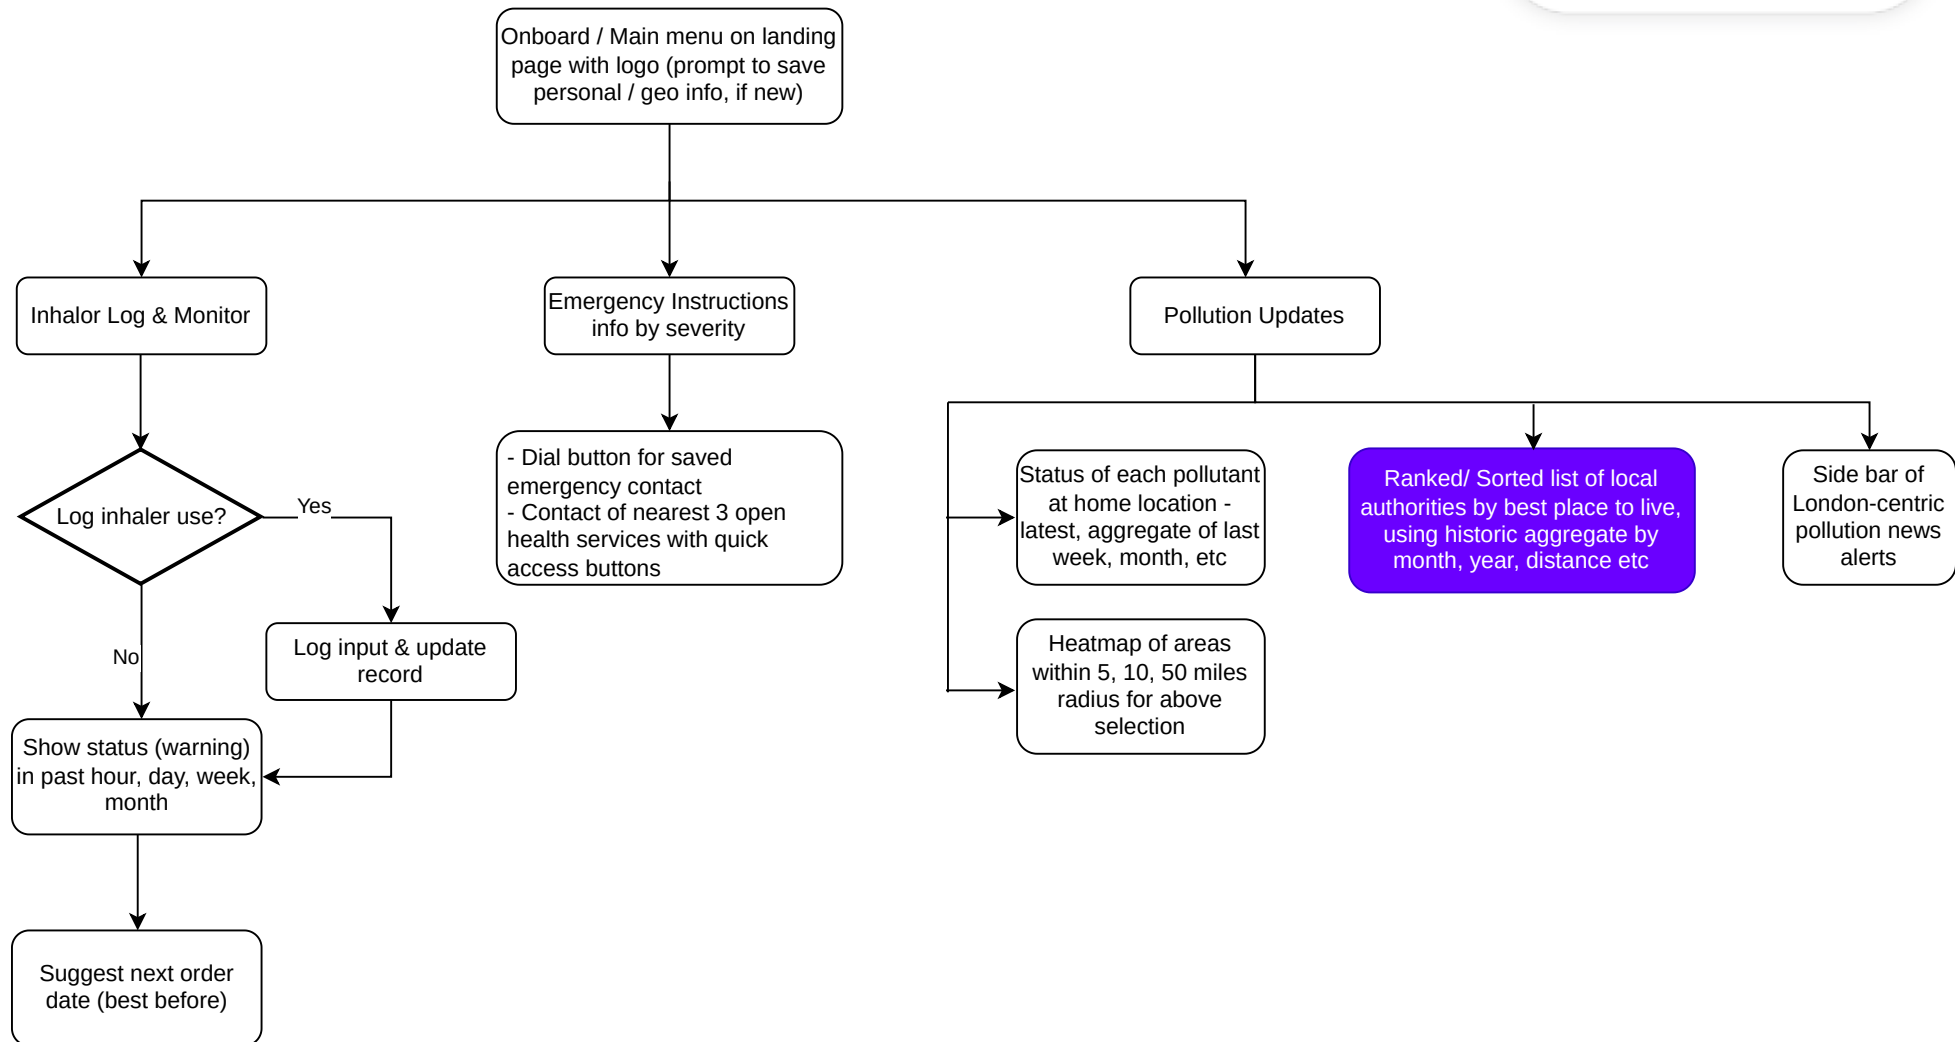 Onboard / Main menu on landing
page with logo (prompt to save
personal / geo info, if new)
Inhalor Log & Monitor
Emergency Instructions
info by severity
Pollution Updates
Log inhaler use?
Yes
No
Log input & update
record
Show status (warning)
in past hour, day, week,
month
Suggest next order
date (best before)
- Dial button for saved
emergency contact
- Contact of nearest 3 open
health services with quick
access buttons
Status of each pollutant
at home location -
latest, aggregate of last
week, month, etc
Heatmap of areas
within 5, 10, 50 miles
radius for above
selection
Ranked/ Sorted list of local
authorities by best place to live,
using historic aggregate by
month, year, distance etc
Side bar of
London-centric
pollution news
alerts